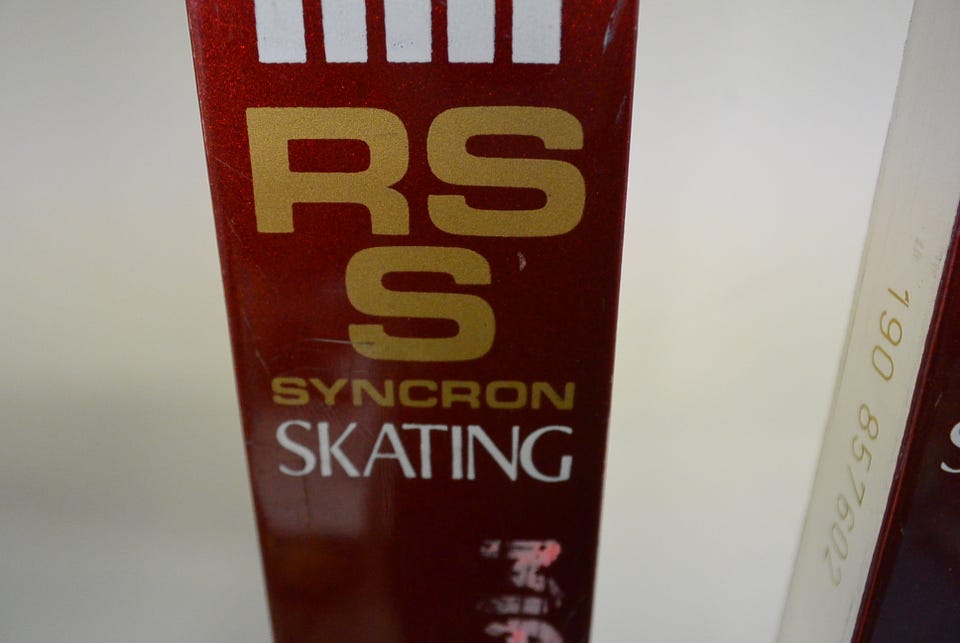 RS
S
SYNCRON
SKATING
190 857602